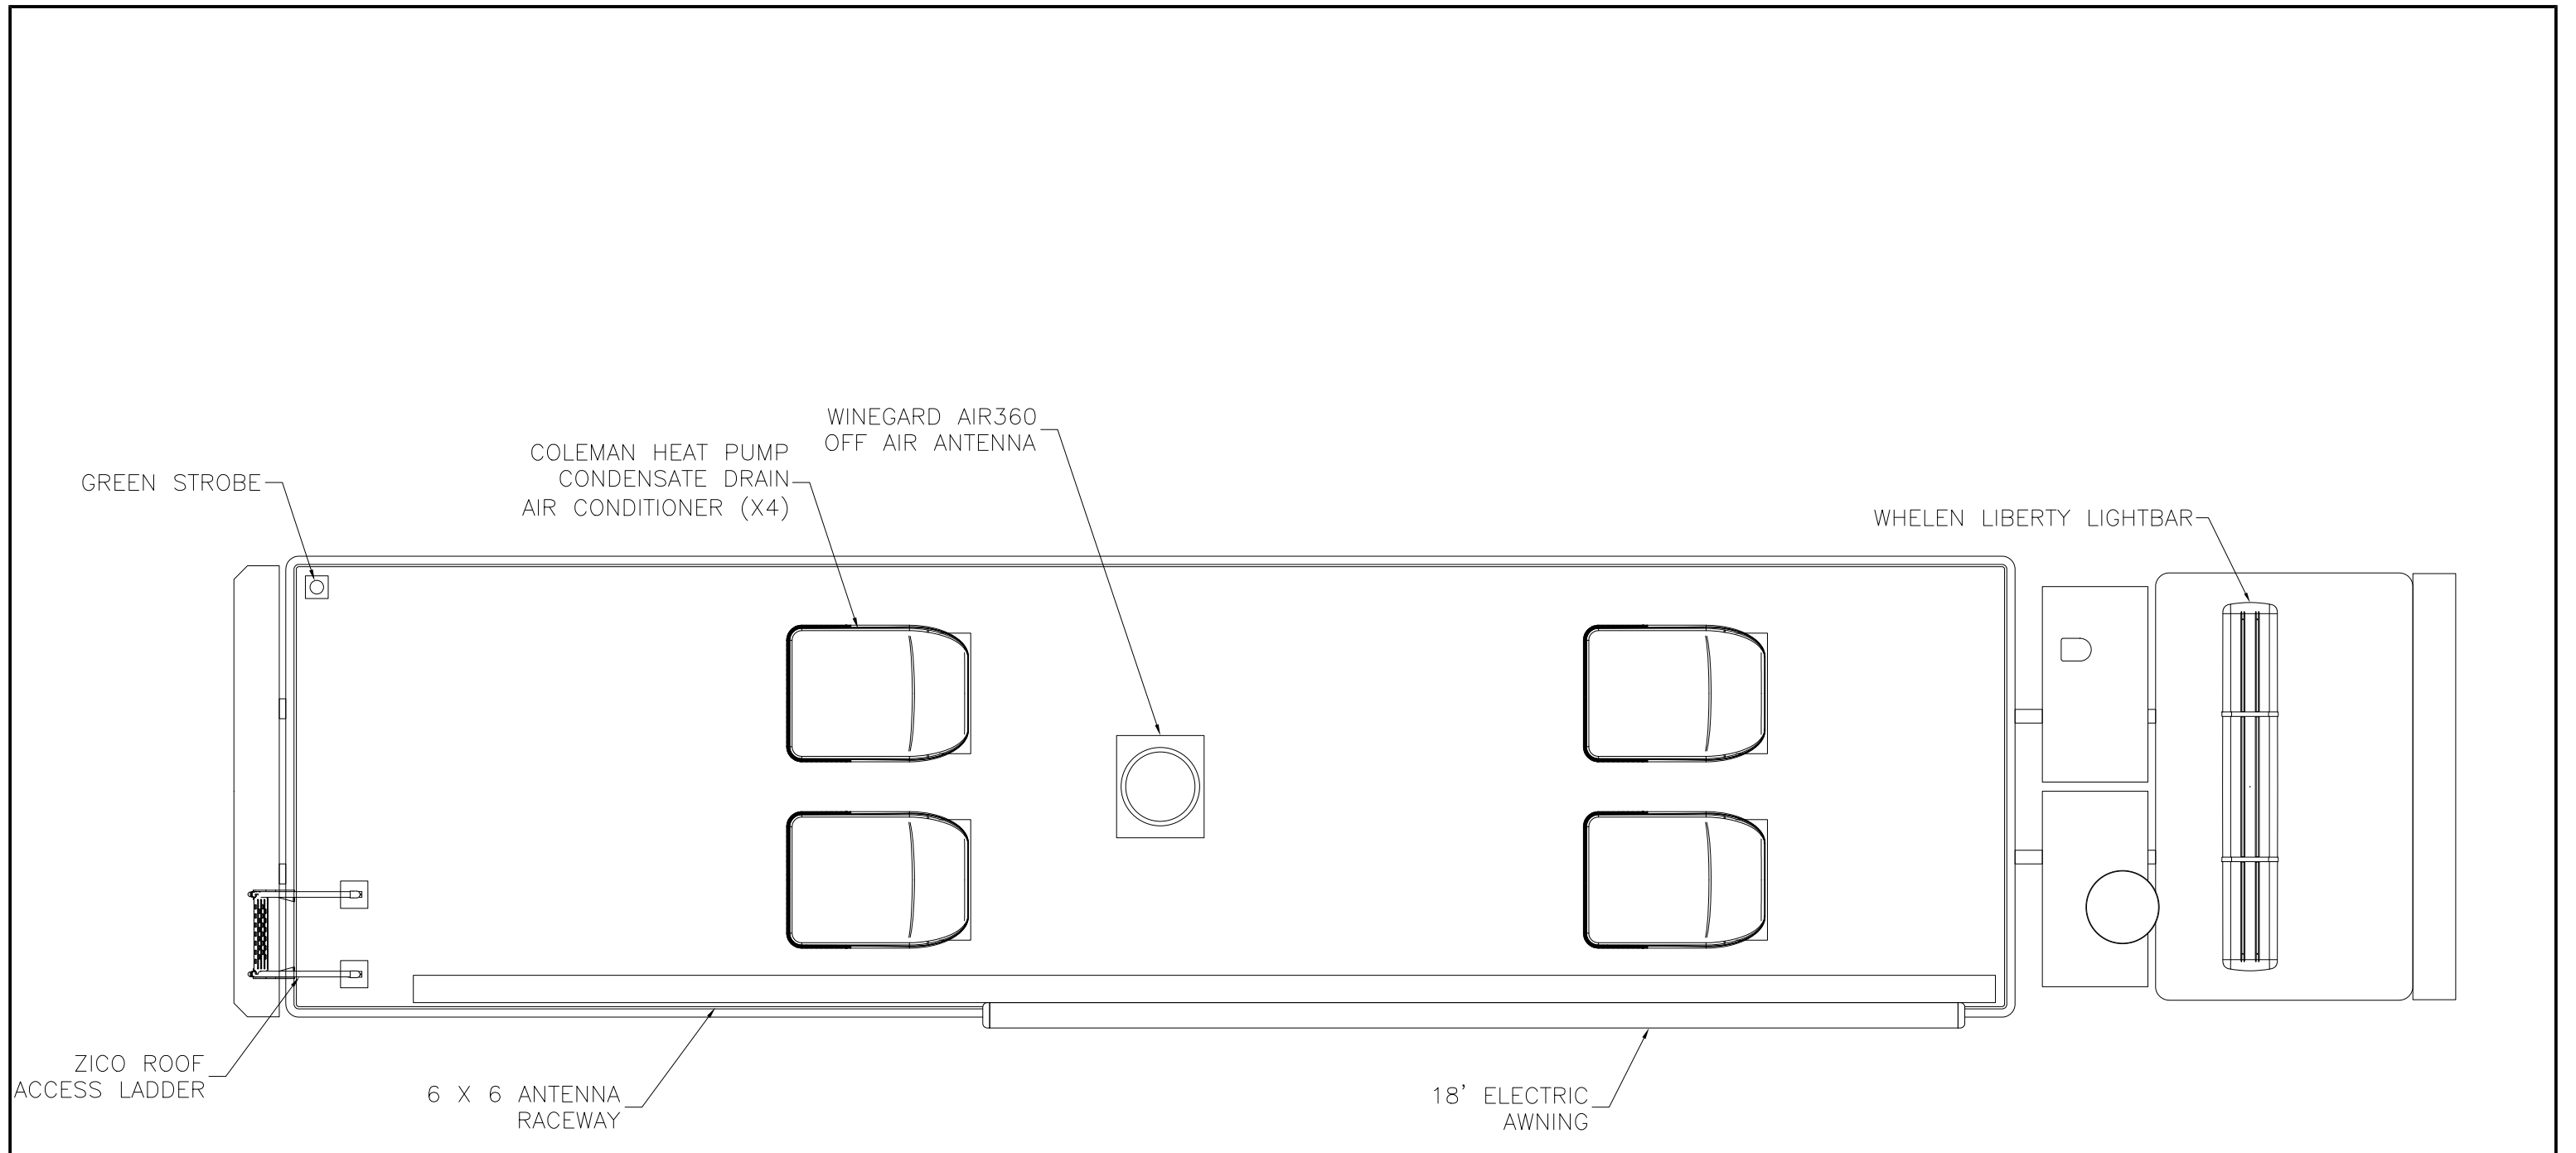 WINEGARD AIR360
OFF AIR ANTENNA
COLEMAN HEAT PUMP
CONDENSATE DRAIN
AIR CONDITIONER (X4)
GREEN STROBE
WHELEN LIBERTY LIGHTBAR
ZICO ROOF
ACCESS LADDER
6 X 6 ANTENNA
RACEWAY
18' ELECTRIC
AWNING